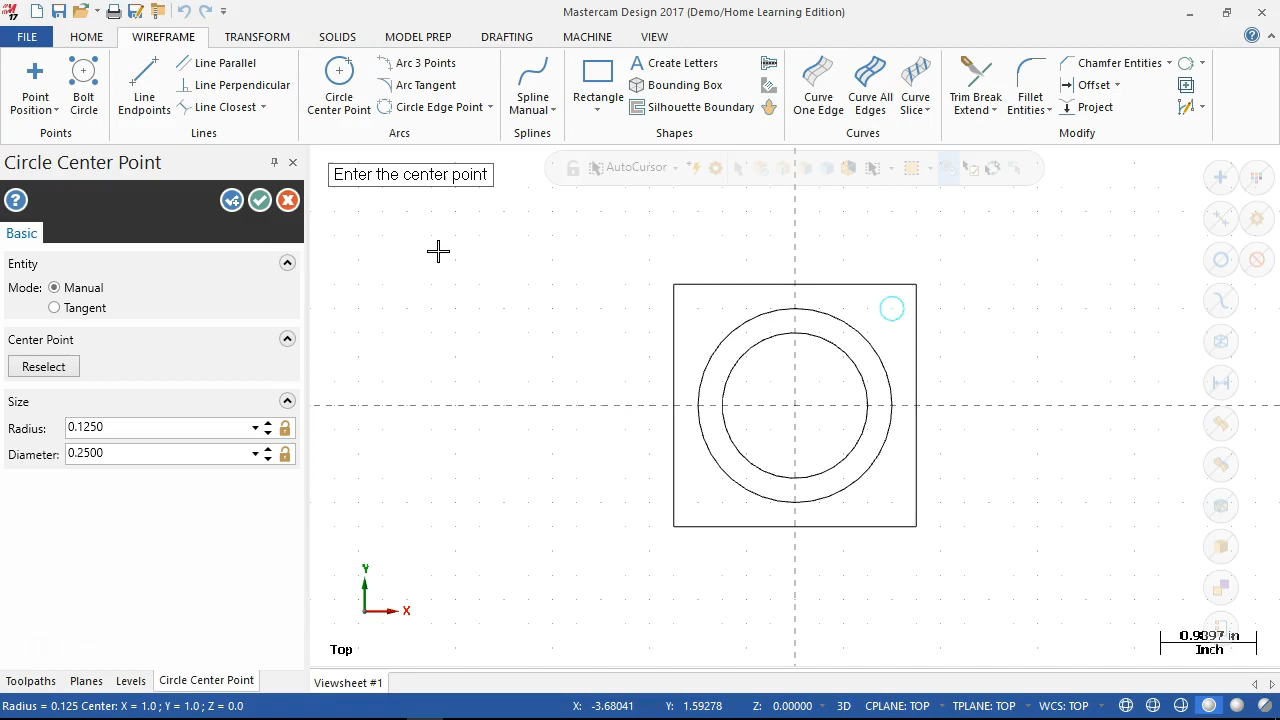 Mastercam Design 2017 (Demo/Home Learning Edition)
FILE HOME WIREFRAME TRANSFORM SOLIDS MODEL PREP DRAFTING MACHINE VIEW
Point Position
Bolt Circle
Points
Line Endpoints
Line Parallel
Line Perpendicular
Line Closest
Lines
Circle Center Point
Arc 3 Points
Arc Tangent
Circle Edge Point
Arcs
Spline Manual
Splines
Rectangle
Create Letters
Bounding Box
Silhouette Boundary
Shapes
Curve One Edge
Curve All Edges
Curve Slice
Curves
Trim Break Extend
Fillet Entities
Chamfer Entities
Offset
Project
Modify
Circle Center Point
Basic
Entity
Mode: Manual
Tangent
Center Point
Reselect
Size
Radius: 0.1250
Diameter: 0.2500
Enter the center point
AutoCursor
Y
X
Top
Inch
Toolpaths Planes Levels Circle Center Point
Viewsheet #1
Radius = 0.125 Center: X = 1.0 ; Y = 1.0 ; Z = 0.0
X: -3.68041 Y: 1.59278 Z: 0.00000 3D CPLANE: TOP TPLANE: TOP WCS: TOP